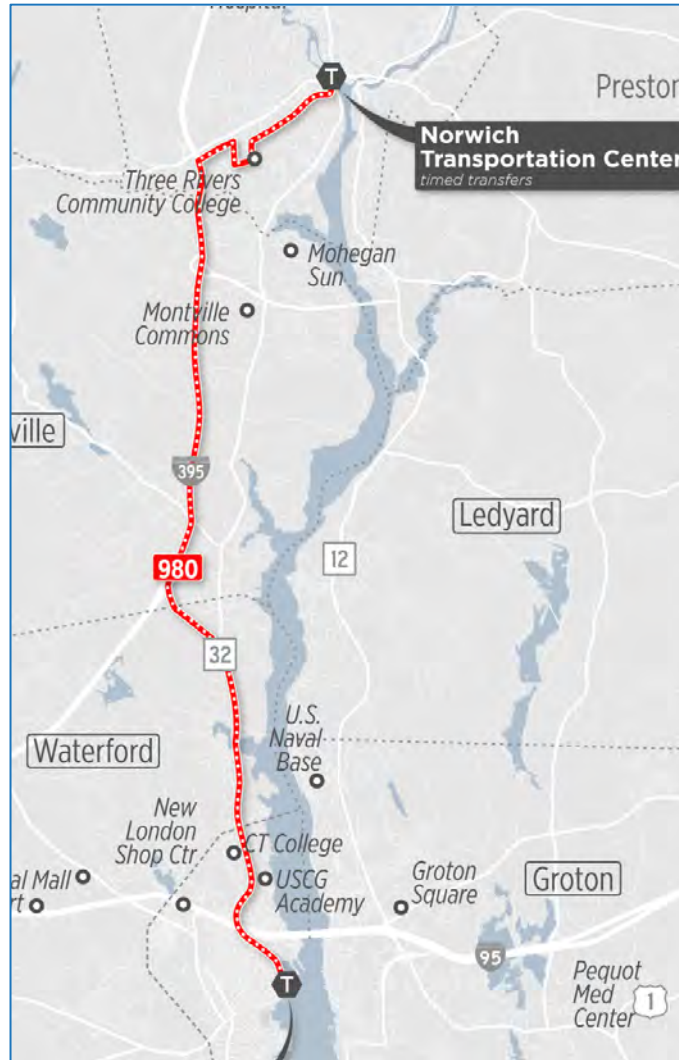 Preston
T
Norwich
Transportation Center
timed transfers
Three Rivers
Community College
Mohegan
Sun
Montville
Commons
ville
395
Ledyard
12
980
32
U.S.
Naval
Base
Waterford
New
London
Shop Ctr
CT College
al Mall
rt
USCG
Academy
Groton
Square
Groton
95
T
Pequot
Med
Center
1